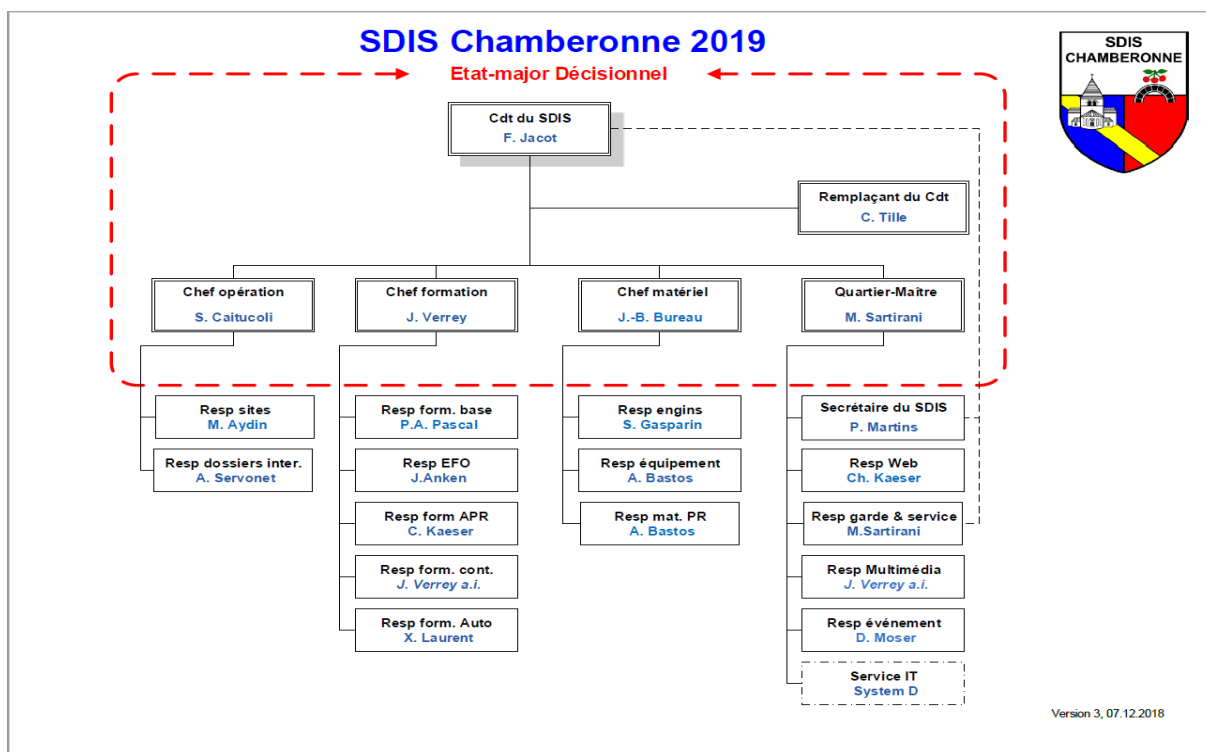 SDIS Chamberonne 2019
Etat-major Décisionnel
SDIS
CHAMBERONNE
Cdt du SDIS
F. Jacot
Remplaçant du Cdt
C. Tille
Chef opération
S. Caitucoli
Chef formation
J. Verrey
Chef matériel
J.-B. Bureau
Quartier-Maître
M. Sartirani
Resp sites
M. Aydin
Resp dossiers inter.
A. Servonet
Resp form. base
P.A. Pascal
Resp EFO
J.Anken
Resp form APR
C. Kaeser
Resp form. cont.
J. Verrey a.i.
Resp form. Auto
X. Laurent
Resp engins
S. Gasparin
Resp équipement
A. Bastos
Resp mat. PR
A. Bastos
Secrétaire du SDIS
P. Martins
Resp Web
Ch. Kaeser
Resp garde & service
M.Sartirani
Resp Multimédia
J. Verrey a.i.
Resp événement
D. Moser
Service IT
System D
Version 3, 07.12.2018